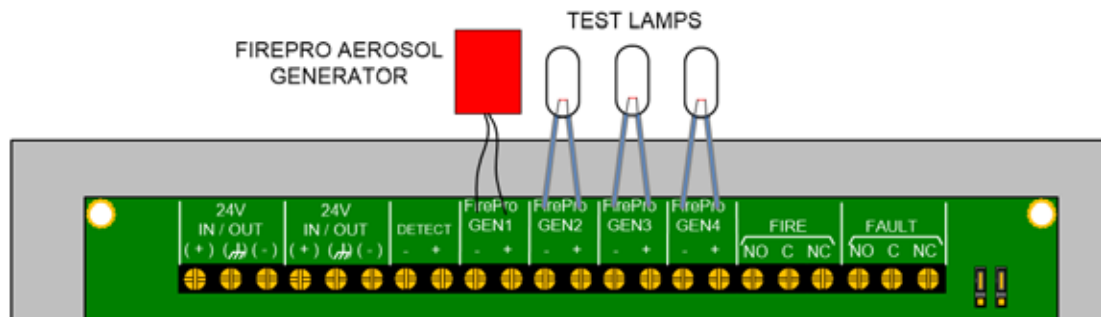 TEST LAMPS
FIREPRO AEROSOL
GENERATOR
24V
IN / OUT
(+) (-)
24V
IN / OUT
(+) (-)
DETECT
- +
FirePro
GEN1
- +
FirePro
GEN2
- +
FirePro
GEN3
- +
FirePro
GEN4
- +
FIRE
NO C NC
FAULT
NO C NC